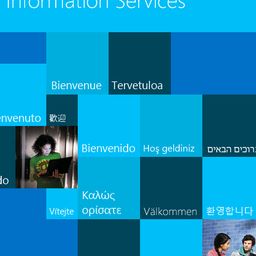 Information Services
Bienvenue
Tervetuloa
envenuto
歡迎
Bienvenido
Hoş geldiniz
ברוכים הבאים
do
Vítejte
Καλώς
ορίσατε
Välkommen
환영합니다